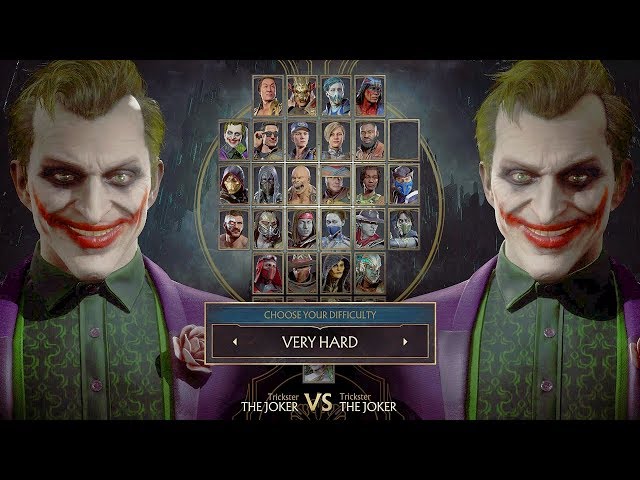 CHOOSE YOUR DIFFICULTY
VERY HARD
Trickster
THE JOKER
VS
Trickster
THE JOKER